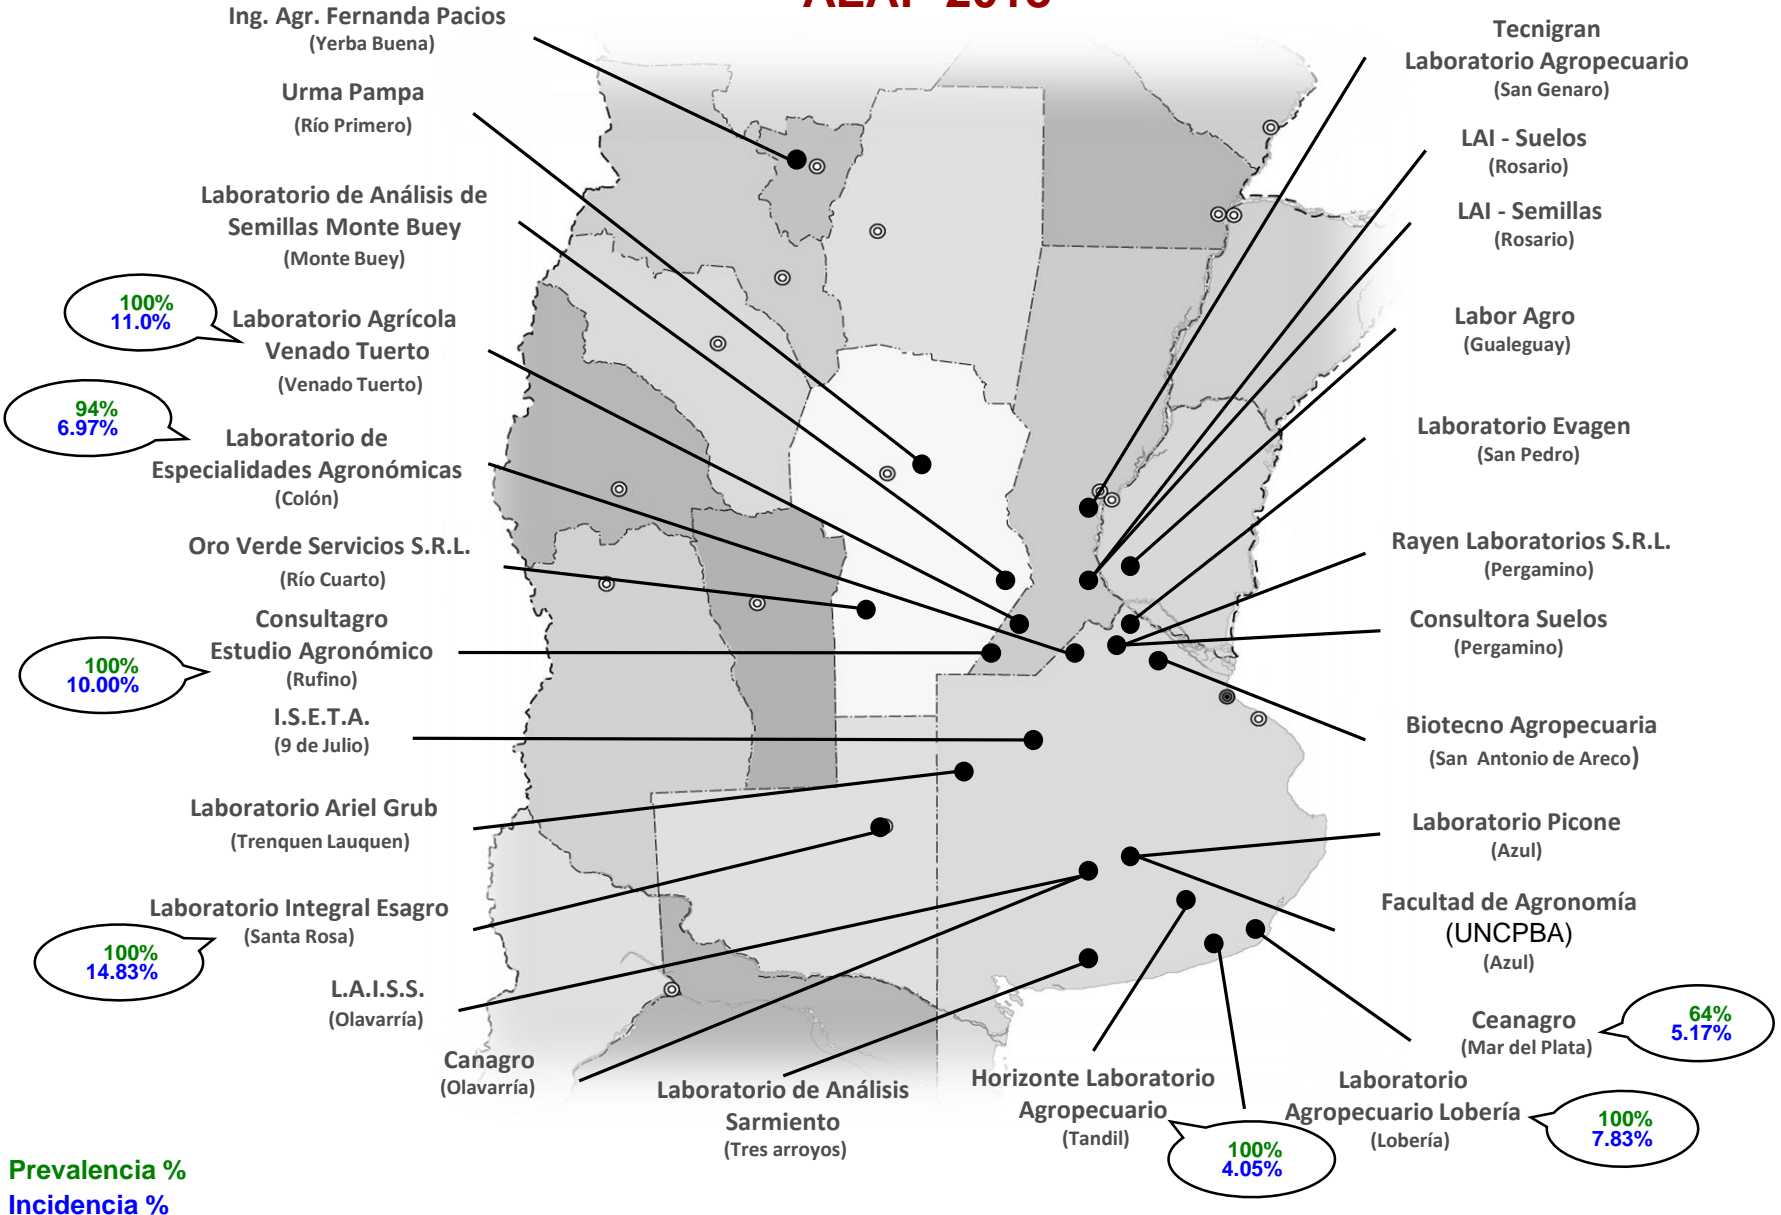 Ing. Agr. Fernanda Pacios
(Yerba Buena)
Urma Pampa
(Río Primero)
Laboratorio de Análisis de
Semillas Monte Buey
(Monte Buey)
100%
11.0%
Laboratorio Agrícola
Venado Tuerto
(Venado Tuerto)
94%
6.97%
Laboratorio de
Especialidades Agronómicas
(Colón)
Oro Verde Servicios S.R.L.
(Río Cuarto)
Consultagro
Estudio Agronómico
(Rufino)
100%
10.00%
I.S.E.T.A.
(9 de Julio)
Laboratorio Ariel Grub
(Trenquen Lauquen)
Laboratorio Integral Esagro
(Santa Rosa)
100%
14.83%
L.A.I.S.S.
(Olavarría)
Canagro
(Olavarría)
Laboratorio de Análisis
Sarmiento
(Tres arroyos)
Horizonte Laboratorio
Agropecuario
(Tandil)
100%
4.05%
Laboratorio
Agropecuario Lobería
(Lobería)
100%
7.83%
Ceanagro
(Mar del Plata)
64%
5.17%
Tecnigran
Laboratorio Agropecuario
(San Genaro)
LAI - Suelos
(Rosario)
LAI - Semillas
(Rosario)
Labor Agro
(Gualeguay)
Laboratorio Evagen
(San Pedro)
Rayen Laboratorios S.R.L.
(Pergamino)
Consultora Suelos
(Pergamino)
Biotecno Agropecuaria
(San Antonio de Areco)
Laboratorio Picone
(Azul)
Facultad de Agronomía
(UNCPBA)
(Azul)
Prevalencia %
Incidencia %